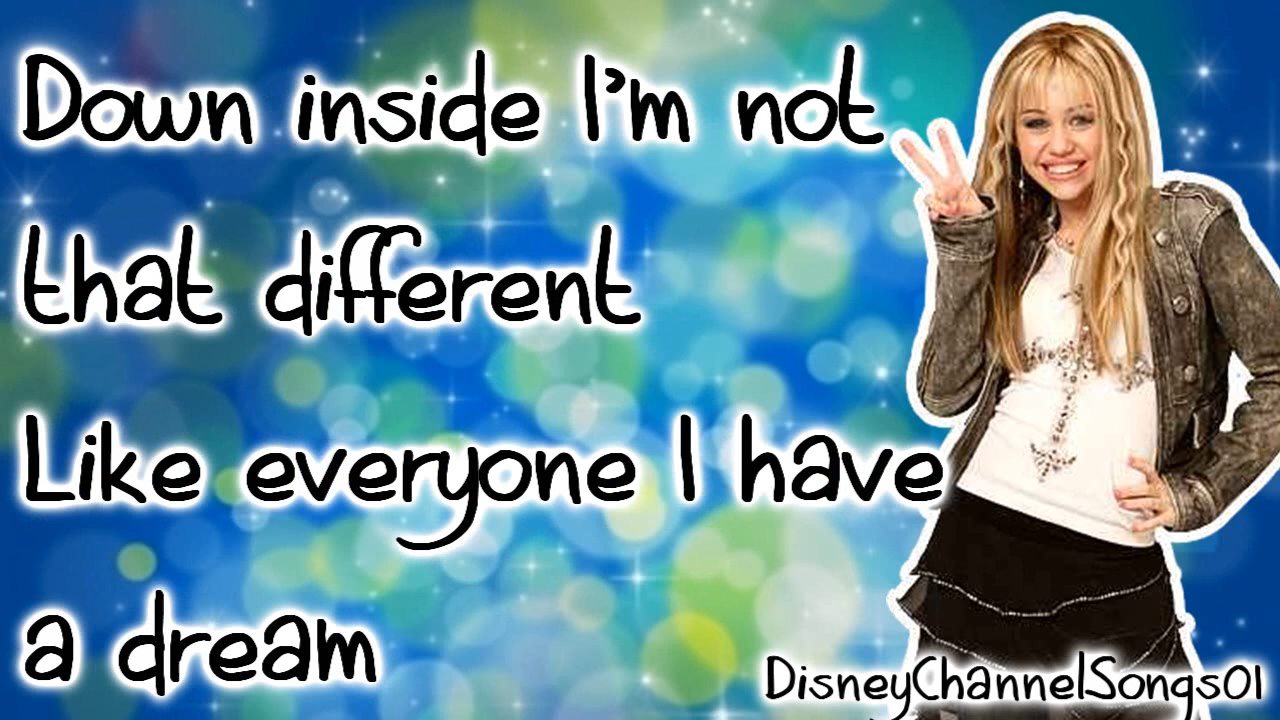 Down inside I'm not
that different
Like everyone I have
a dream
DisneyChannelSongs01